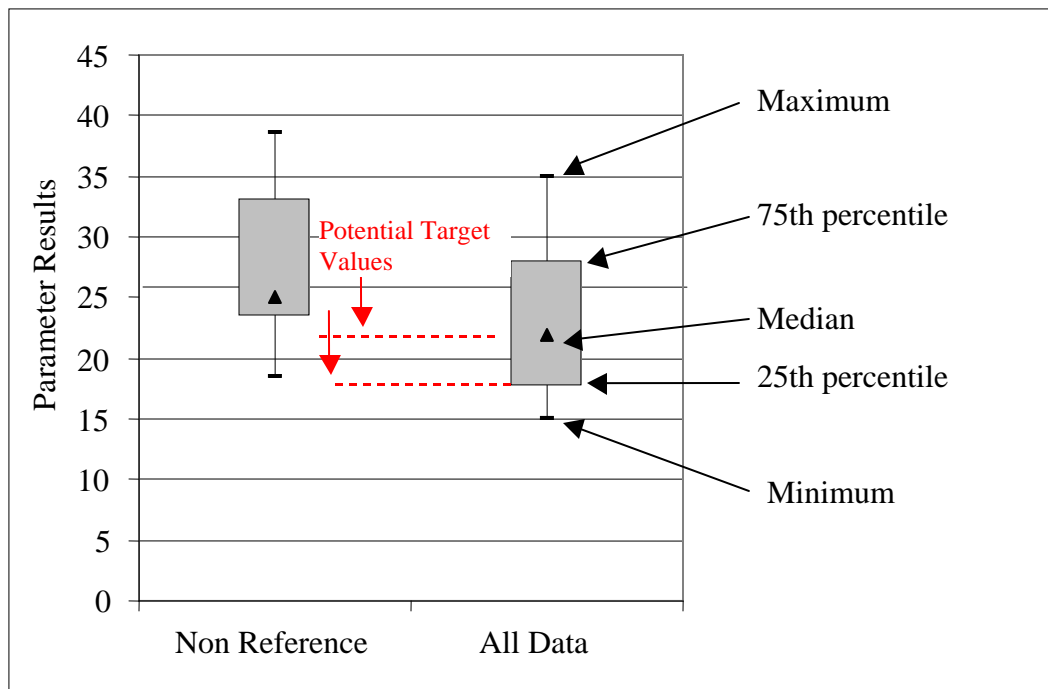 45
40
35
30
25
20
15
10
5
0
Parameter Results
Non Reference
All Data
Potential Target
Values
Maximum
75th percentile
Median
25th percentile
Minimum